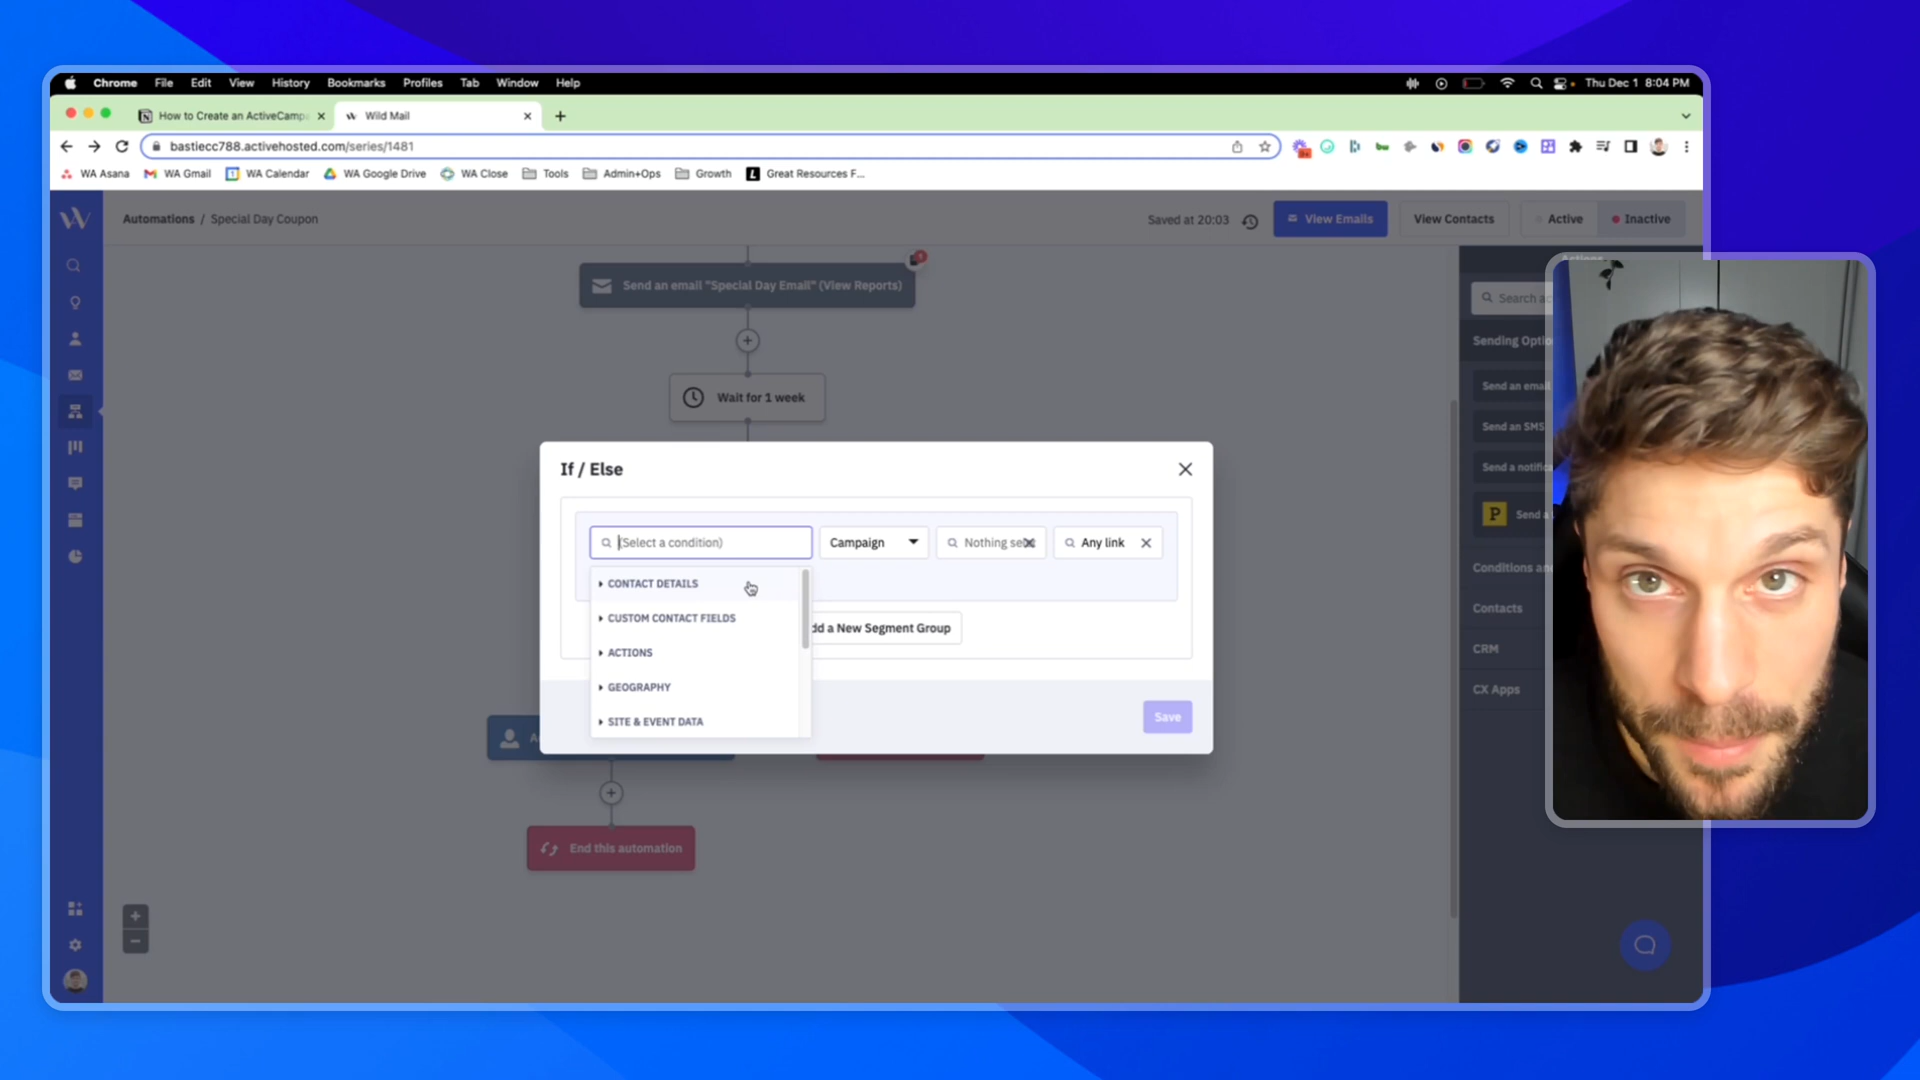 Chrome File Edit View History Bookmarks Profiles Tab Window Help Thu Dec 1 8:04 PM
How to Create an ActiveCamp Wild Mail
bastiecc788.activehosted.com/series/1481
WA Asana WA Gmail WA Calendar WA Google Drive WA Close Tools Admin+Ops Growth Great Resources F...
Automations / Special Day Coupon Saved at 20:03 View Emails View Contacts Active Inactive
Send an email "Special Day Email" (View Reports)
Actions
Search
Sending
Wait for 1 week
Send an email
Send an SMS
Send a
P Send a
If / Else
(Select a condition) Campaign Nothing Any link
CONTACT DETAILS
CUSTOM CONTACT FIELDS
ACTIONS
GEOGRAPHY
SITE & EVENT DATA
a New Segment Group
Save
Conditions
Contacts
CRM
CX Apps
End this automation